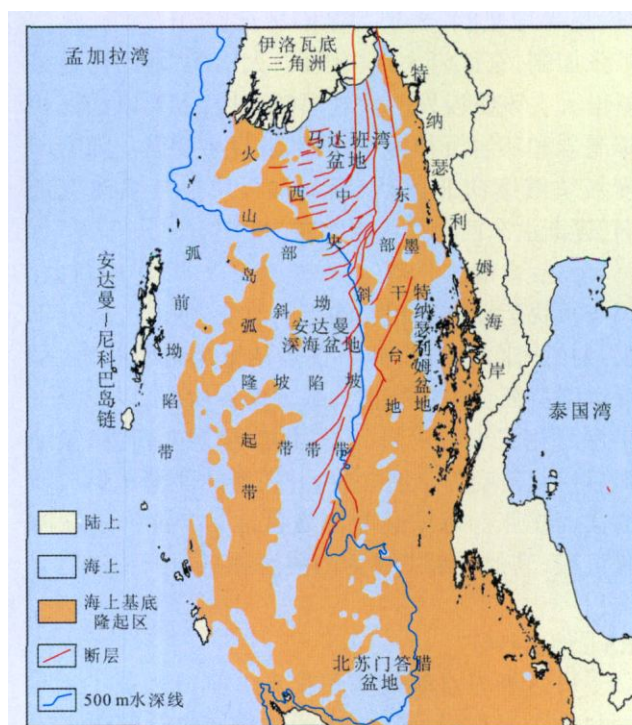 孟加拉湾
伊洛瓦底
三角洲
特纳瑟利姆海岸
马达班湾
盆地
火山岛弧隆起带
西部斜坡带
中央坳陷带
东部斜坡带
墨干台地
弧前坳陷带
安达曼-尼科巴岛链
安达曼
深海盆地
特纳瑟利姆盆地
泰国湾
北苏门答腊
盆地
陆上
海上
海上基底
隆起区
断层
500 m水深线